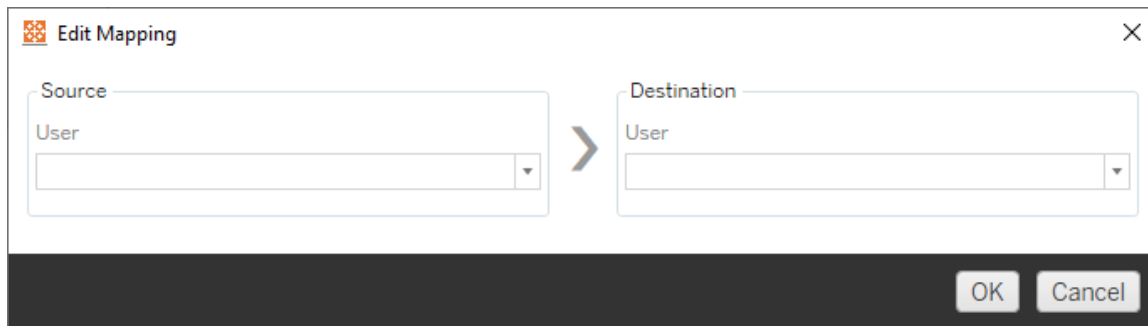 Edit Mapping
Source
Destination
User
User
OK
Cancel